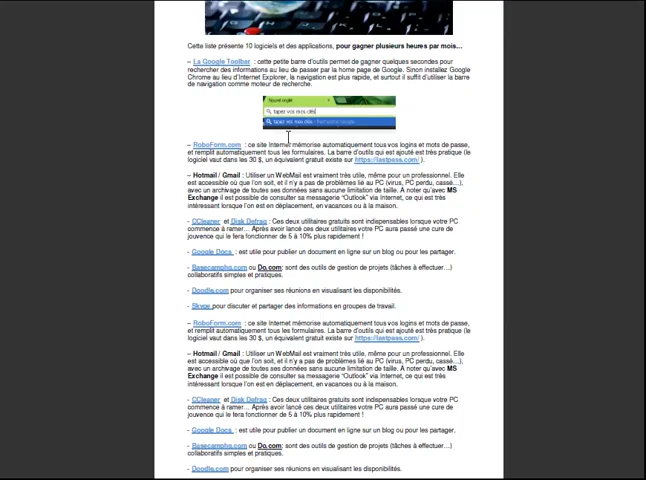 Cette liste présente 10 logiciels et des applications, pour gagner plusieurs heures par mois...
– La Google Toolbar : cette petite barre d'outils permet de gagner quelques secondes pour
rechercher des informations au lieu de passer par la home page de Google. Sinon installez Google
Chrome au lieu d'Internet Explorer, la navigation est plus rapide, et surtout il suffit d'utiliser la barre
de navigation comme moteur de recherche.
Nouvel onglet
tapez vos mos clés
tapez vos mos clés - Recherche Google
– RoboForm.com : ce site Internet mémorise automatiquement tous vos logins et mots de passe,
et remplit automatiquement tous les formulaires. La barre d'outils qui est ajouté est très pratique (le
logiciel vaut dans les 30 $, un équivalent gratuit existe sur https://lastpass.com/ ).
– Hotmail / Gmail : Utiliser un WebMail est vraiment très utile, même pour un professionnel. Elle
est accessible où que l'on soit, et il n'y a pas de problèmes lié au PC (virus, PC perdu, cassé...),
avec un archivage de toutes ses données sans aucune limitation de taille. A noter qu'avec MS
Exchange il est possible de consulter sa messagerie “Outlook” via Internet, ce qui est très
intéressant lorsque l'on est en déplacement, en vacances ou à la maison.
- CCleaner et Disk Defrag : Ces deux utilitaires gratuits sont indispensables lorsque votre PC
commence à ramer... Après avoir lancé ces deux utilitaires votre PC aura passé une cure de
jouvence qui le fera fonctionner de 5 à 10% plus rapidement !
- Google Docs : est utile pour publier un document en ligne sur un blog ou pour les partager.
- Basecamphq.com ou Do.com: sont des outils de gestion de projets (tâches à effectuer...)
collaboratifs simples et pratiques.
- Doodle.com pour organiser ses réunions en visualisant les disponibilités.
- Skype pour discuter et partager des informations en groupes de travail.
– RoboForm.com : ce site Internet mémorise automatiquement tous vos logins et mots de passe,
et remplit automatiquement tous les formulaires. La barre d'outils qui est ajouté est très pratique (le
logiciel vaut dans les 30 $, un équivalent gratuit existe sur https://lastpass.com/ ).
– Hotmail / Gmail : Utiliser un WebMail est vraiment très utile, même pour un professionnel. Elle
est accessible où que l'on soit, et il n'y a pas de problèmes lié au PC (virus, PC perdu, cassé...),
avec un archivage de toutes ses données sans aucune limitation de taille. A noter qu'avec MS
Exchange il est possible de consulter sa messagerie “Outlook” via Internet, ce qui est très
intéressant lorsque l'on est en déplacement, en vacances ou à la maison.
- CCleaner et Disk Defrag : Ces deux utilitaires gratuits sont indispensables lorsque votre PC
commence à ramer... Après avoir lancé ces deux utilitaires votre PC aura passé une cure de
jouvence qui le fera fonctionner de 5 à 10% plus rapidement !
- Google Docs : est utile pour publier un document en ligne sur un blog ou pour les partager.
- Basecamphq.com ou Do.com: sont des outils de gestion de projets (tâches à effectuer...)
collaboratifs simples et pratiques.
- Doodle.com pour organiser ses réunions en visualisant les disponibilités.